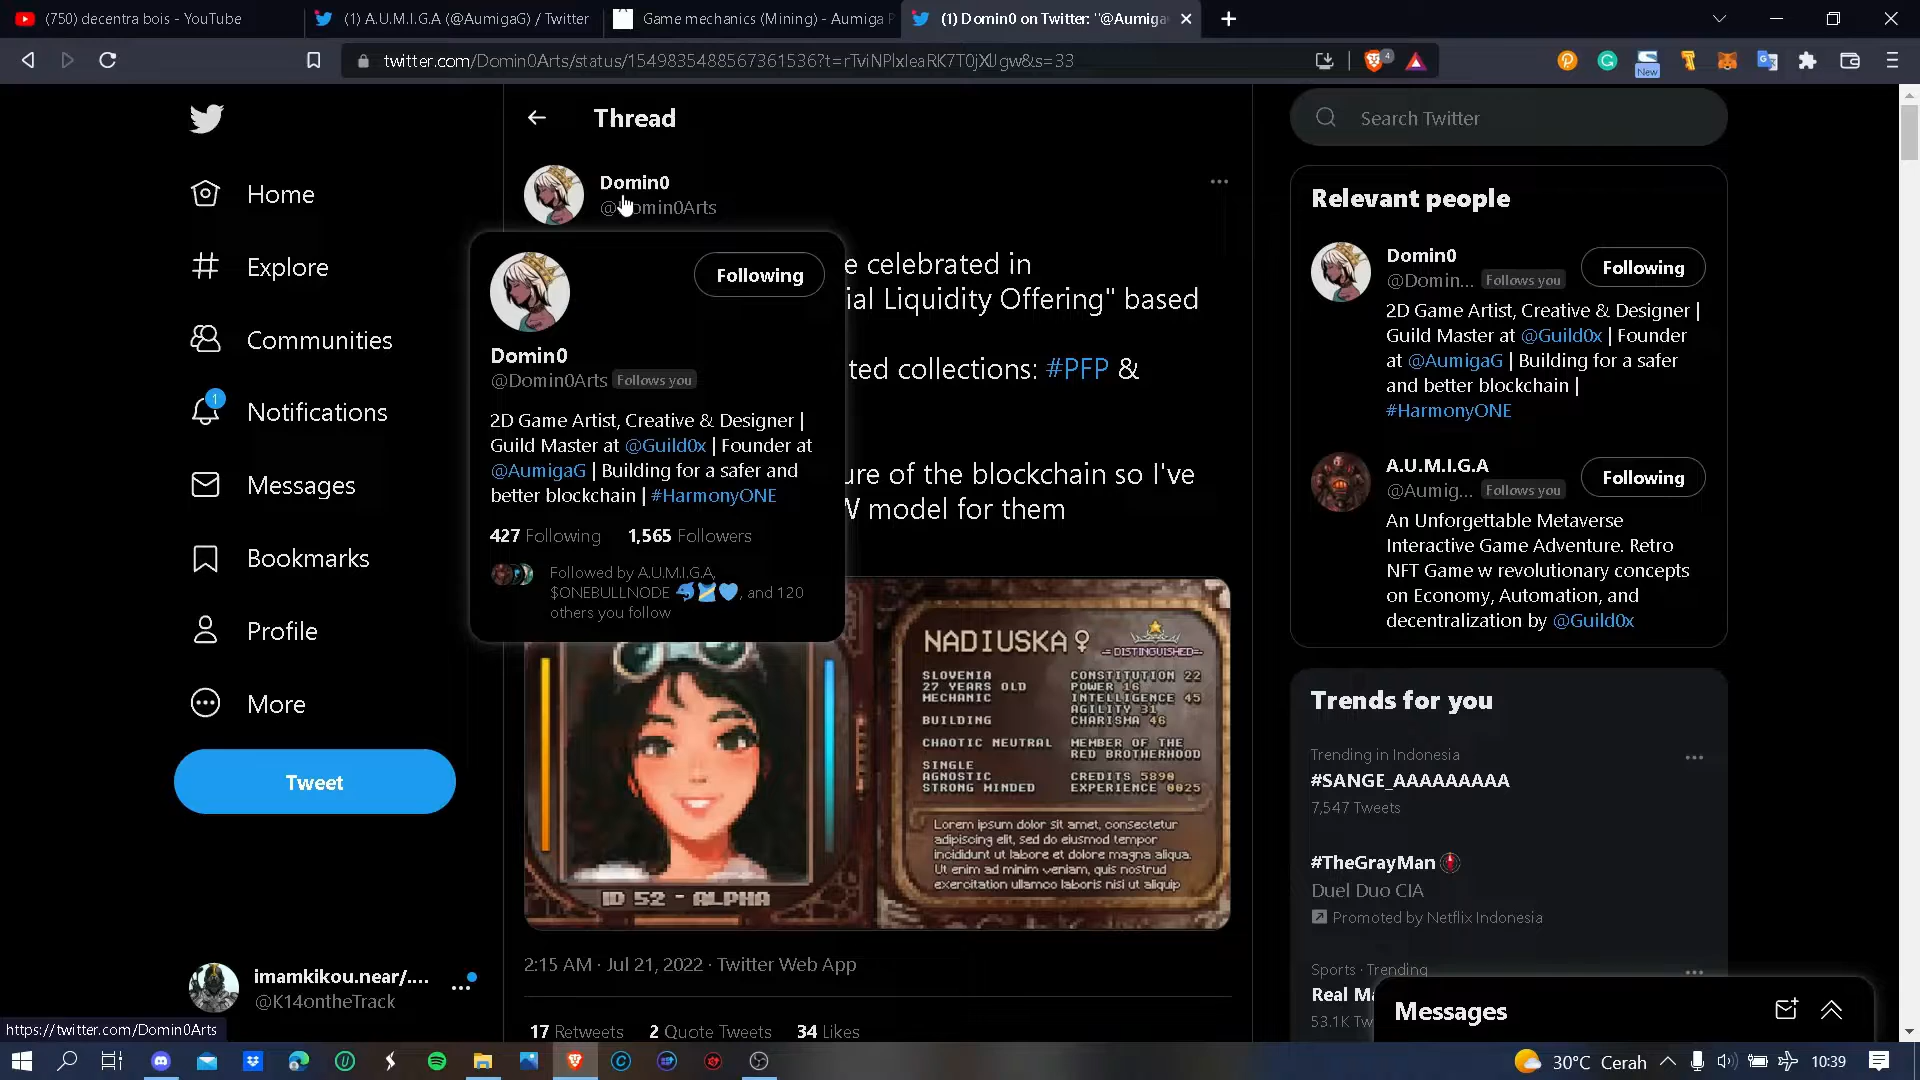 (750) decentra bois - YouTube
(1) A.U.M.I.G.A (@AumigaG) / Twitter
Game mechanics (Mining) - Aumiga P
(1) Domin0 on Twitter: "@Aumiga
twitter.com/Domin0Arts/status/1549835488567361536?t=rTviNPlxIeaRK7T0jXlJgw&s=33
4
New
Home
Explore
Communities
1
Notifications
Messages
Bookmarks
Profile
More
Tweet
imamkikou.near/....
@K14ontheTrack
https://twitter.com/Domin0Arts
Thread
Domin0
@Domin0Arts
e celebrated in
ial Liquidity Offering" based
ted collections: #PFP &
ure of the blockchain so I've
W model for them
Following
Domin0
@Domin0Arts Follows you
2D Game Artist, Creative & Designer |
Guild Master at @Guild0x | Founder at
@AumigaG | Building for a safer and
better blockchain | #HarmonyONE
427 Following 1,565 Followers
Followed by A.U.M.I.G.A,
$ONEBULLNODE 🐬⏳💙, and 120
others you follow
ID 52 - ALPHA
NADIUSKA♀
DISTINGUISHED
SLOVENIA
27 YEARS OLD
MECHANIC
BUILDING
CHAOTIC NEUTRAL
SINGLE
AGNOSTIC
STRONG MINDED
CONSTITUTION 22
POWER 16
INTELLIGENCE 45
AGILITY 31
CHARISMA 46
MEMBER OF THE
RED BROTHERHOOD
CREDITS 5890
EXPERIENCE 0025
Lorem ipsum dolor sit amet, consectetur
adipiscing elit, sed do eiusmod tempor
incididunt ut labore et dolore magna aliqua.
Ut enim ad minim veniam, quis nostrud
exercitation ullamco laboris nisi ut aliquip
2:15 AM · Jul 21, 2022 · Twitter Web App
17 Retweets 2 Quote Tweets 34 Likes
Search Twitter
Relevant people
Domin0
@Domin... Follows you
Following
2D Game Artist, Creative & Designer |
Guild Master at @Guild0x | Founder
at @AumigaG | Building for a safer
and better blockchain |
#HarmonyONE
A.U.M.I.G.A
@Aumig... Follows you
Following
An Unforgettable Metaverse
Interactive Game Adventure. Retro
NFT Game w revolutionary concepts
on Economy, Automation, and
decentralization by @Guild0x
Trends for you
Trending in Indonesia
#SANGE_AAAAAAAAA
7,547 Tweets
#TheGrayMan
Duel Duo CIA
Promoted by Netflix Indonesia
Sports · Trending
Real Ma
53.1K Tw
Messages
30°C Cerah
10:39